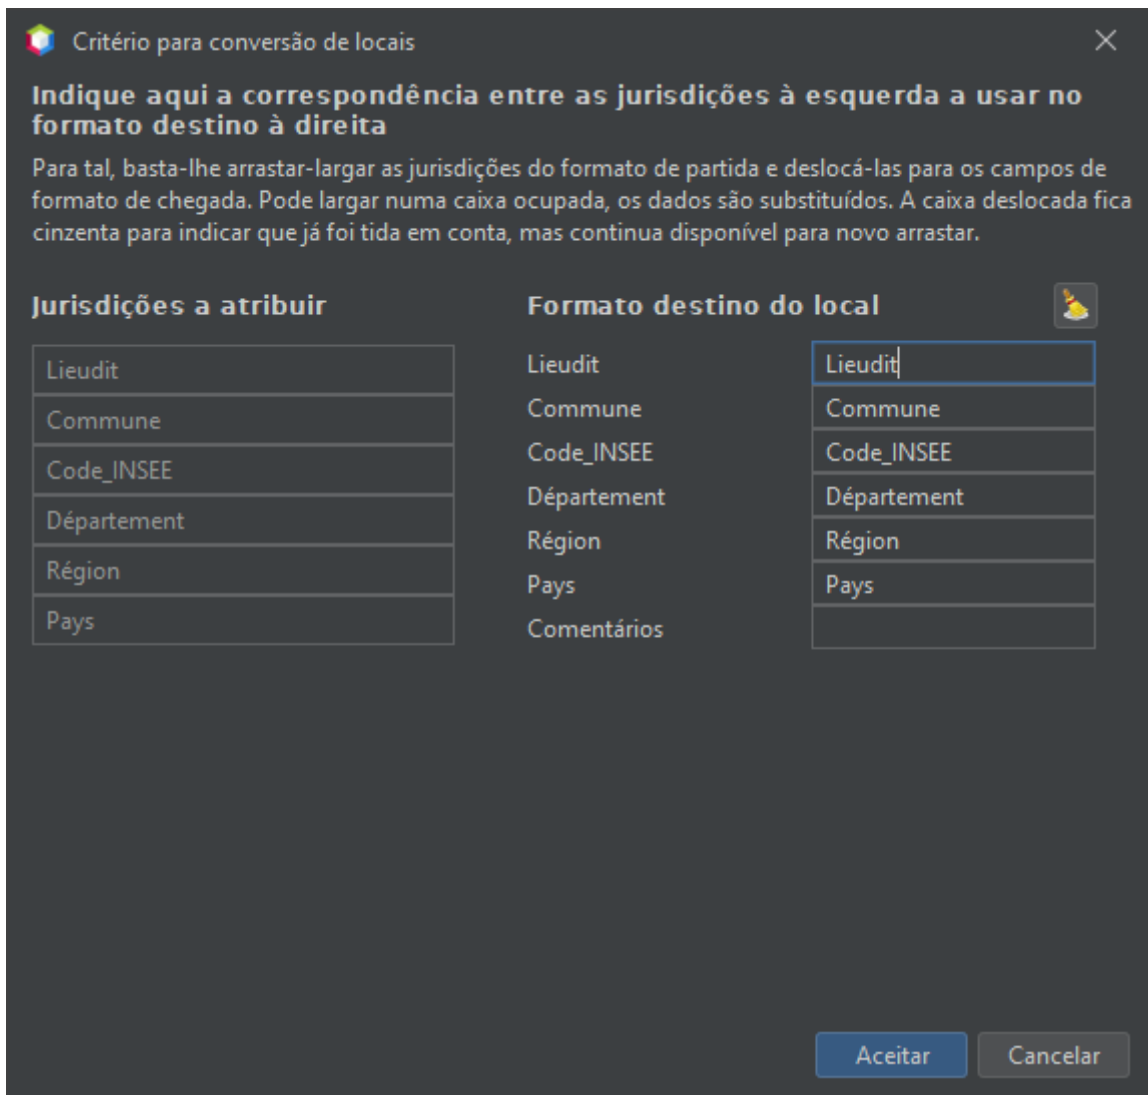 Critério para conversão de locais
Indique aqui a correspondência entre as jurisdições à esquerda a usar no
formato destino à direita
Para tal, basta-lhe arrastar-largar as jurisdições do formato de partida e deslocá-las para os campos de
formato de chegada. Pode largar numa caixa ocupada, os dados são substituídos. A caixa deslocada fica
cinzenta para indicar que já foi tida em conta, mas continua disponível para novo arrastar.
Jurisdições a atribuir
Lieudit
Commune
Code_INSEE
Département
Région
Pays
Formato destino do local
Lieudit Lieudit
Commune Commune
Code_INSEE Code_INSEE
Département Département
Région Région
Pays Pays
Comentários
Aceitar Cancelar